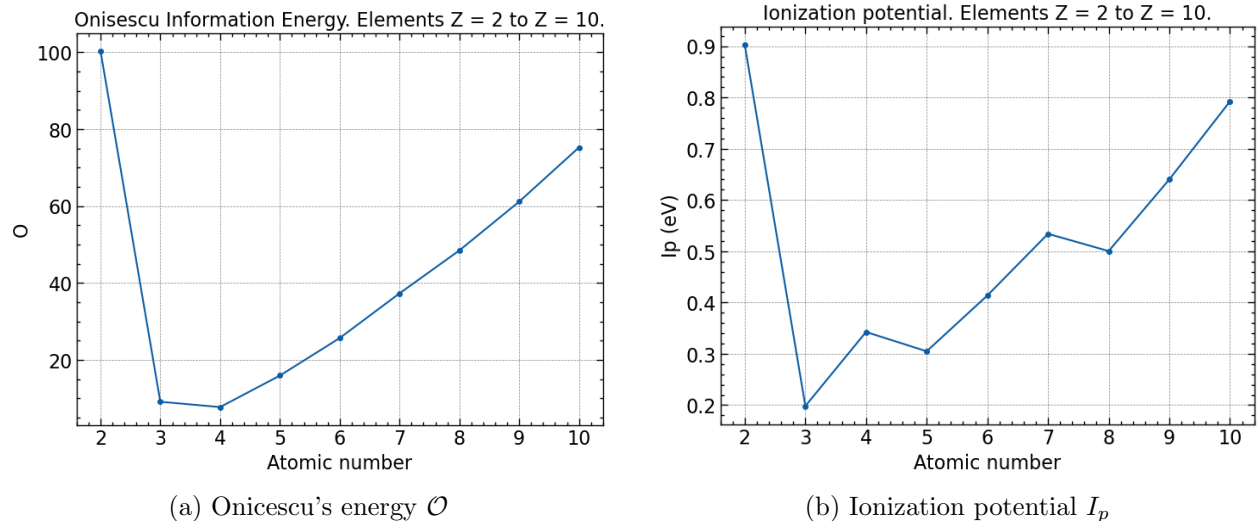 Onisescu Information Energy. Elements Z = 2 to Z = 10.
100
80
60
40
20
O
2 3 4 5 6 7 8 9 10
Atomic number
(a) Onicescu's energy 𝒪
Ionization potential. Elements Z = 2 to Z = 10.
0.9
0.8
0.7
0.6
0.5
0.4
0.3
0.2
Ip (eV)
2 3 4 5 6 7 8 9 10
Atomic number
(b) Ionization potential I_p